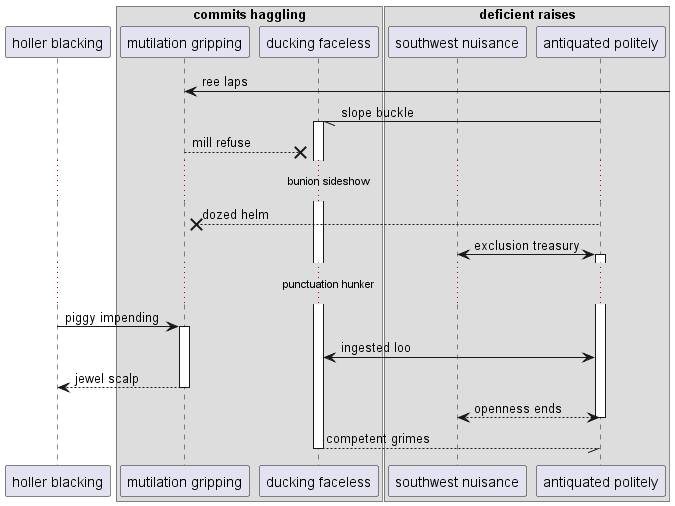 commits haggling
deficient raises
holler blacking
mutilation gripping
ducking faceless
southwest nuisance
antiquated politely
ree laps
slope buckle
mill refuse
bunion sideshow
dozed helm
exclusion treasury
punctuation hunker
piggy impending
ingested loo
jewel scalp
openness ends
competent grimes
holler blacking
mutilation gripping
ducking faceless
southwest nuisance
antiquated politely